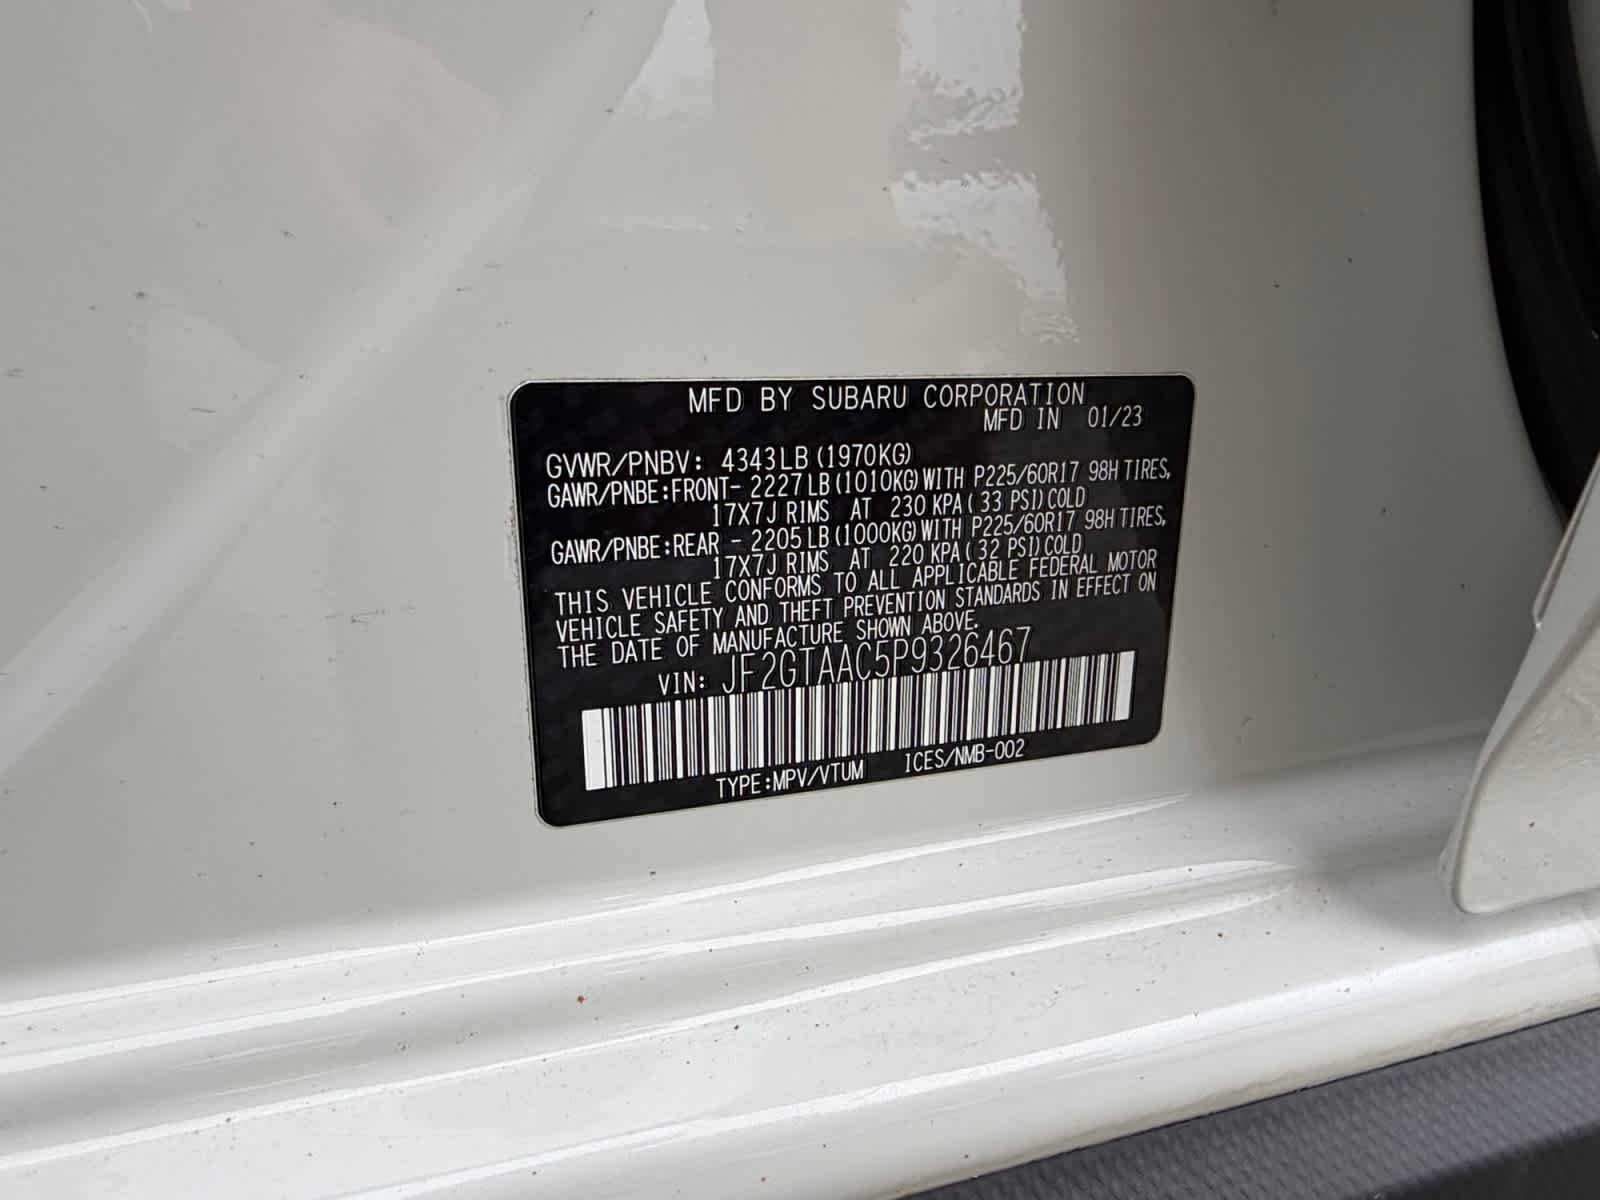 MFD BY SUBARU CORPORATION
MFD IN 01/23
GVWR/PNBV: 4343LB (1970KG)
GAWR/PNBE:FRONT- 2227LB (1010KG) WITH P225/60R17 98H TIRES,
17X7J RIMS AT 230 KPA ( 33 PSI) COLD
GAWR/PNBE:REAR - 2205LB (1000KG) WITH P225/60R17 98H TIRES,
17X7J RIMS AT 220 KPA ( 32 PSI) COLD
THIS VEHICLE CONFORMS TO ALL APPLICABLE FEDERAL MOTOR
VEHICLE SAFETY AND THEFT PREVENTION STANDARDS IN EFFECT ON
THE DATE OF MANUFACTURE SHOWN ABOVE.
VIN: JF2GTAAC5P9326467
TYPE:MPV/VTUM ICES/NMB-002